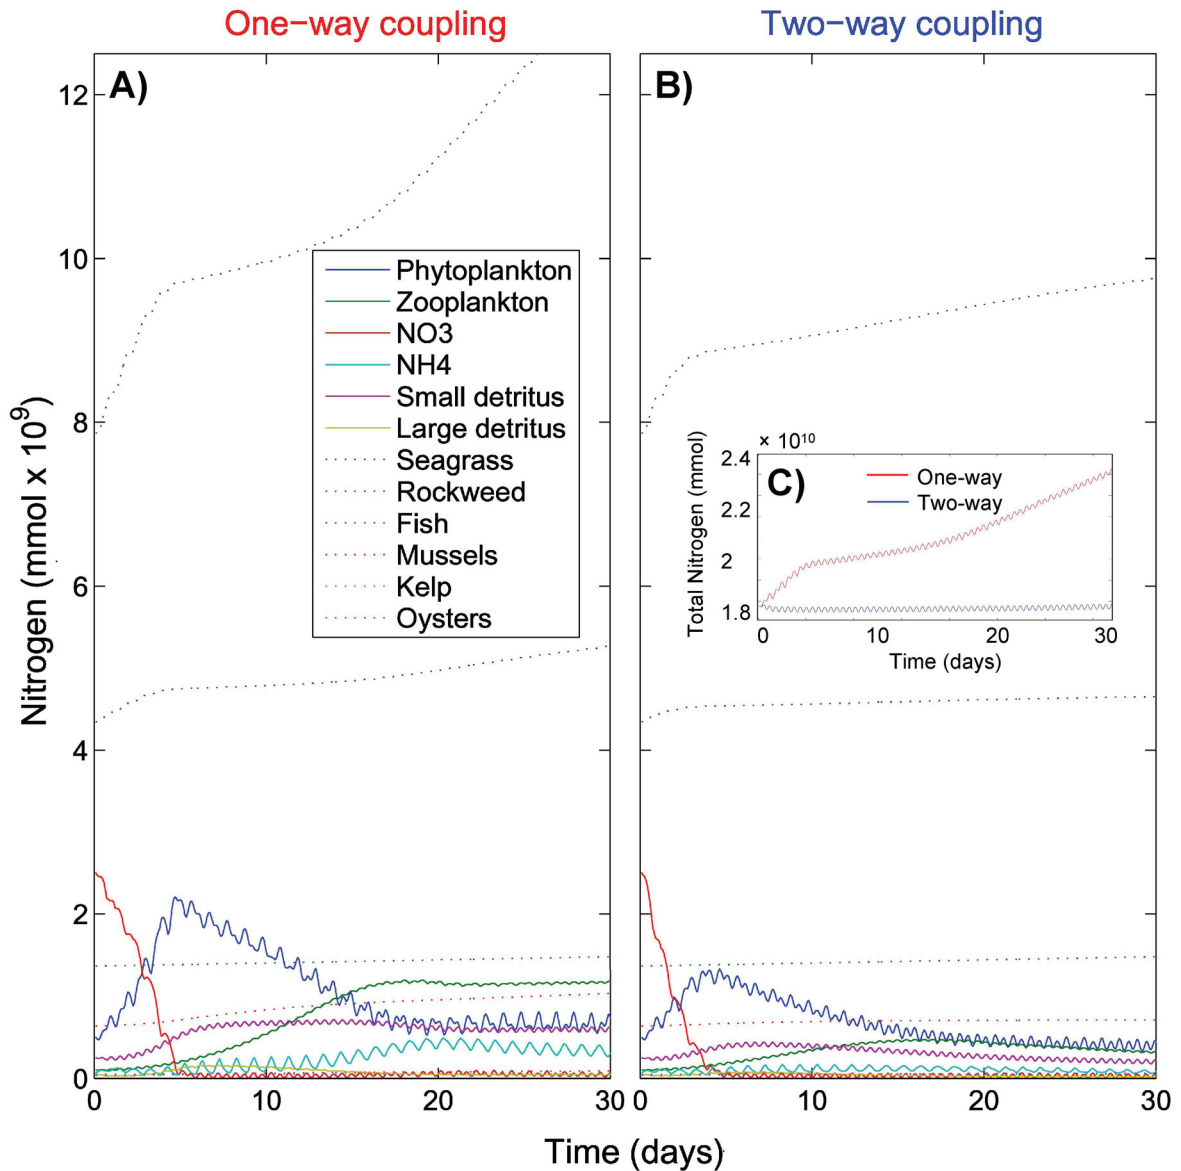 One−way coupling
Two−way coupling
A)
B)
12
10
8
6
4
2
0
Nitrogen (mmol x 10⁹)
Phytoplankton
Zooplankton
NO3
NH4
Small detritus
Large detritus
Seagrass
Rockweed
Fish
Mussels
Kelp
Oysters
× 10¹⁰
C)
One-way
Two-way
2.4
2.2
2
1.8
Total Nitrogen (mmol)
0 10 20 30
Time (days)
0 10 20 30
0 10 20 30
Time (days)